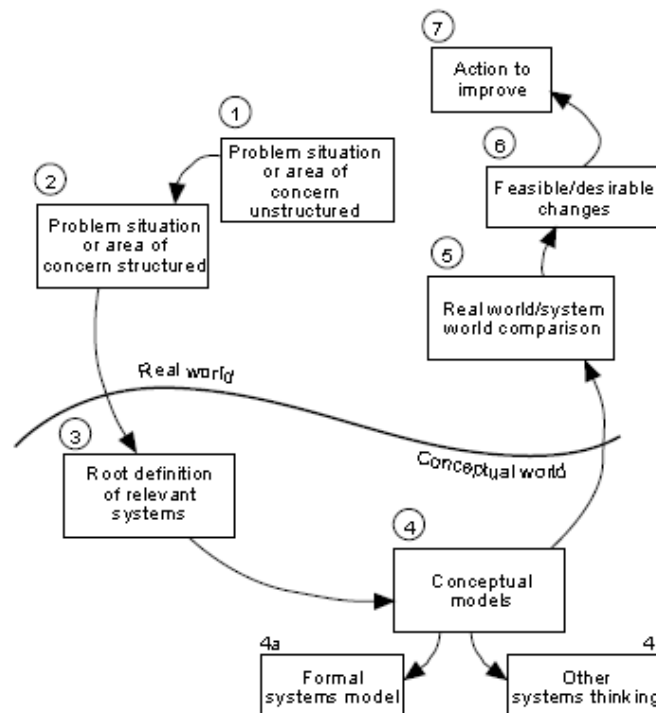 7
Action to
improve
1
Problem situation
or area of
concern
unstructured
6
Feasible/desirable
changes
2
Problem situation
or area of
concern structured
5
Real world/system
world comparison
Real world
Conceptual world
3
Root definition
of relevant
systems
4
Conceptual
models
4a
Formal
systems model
4
Other
systems thinking